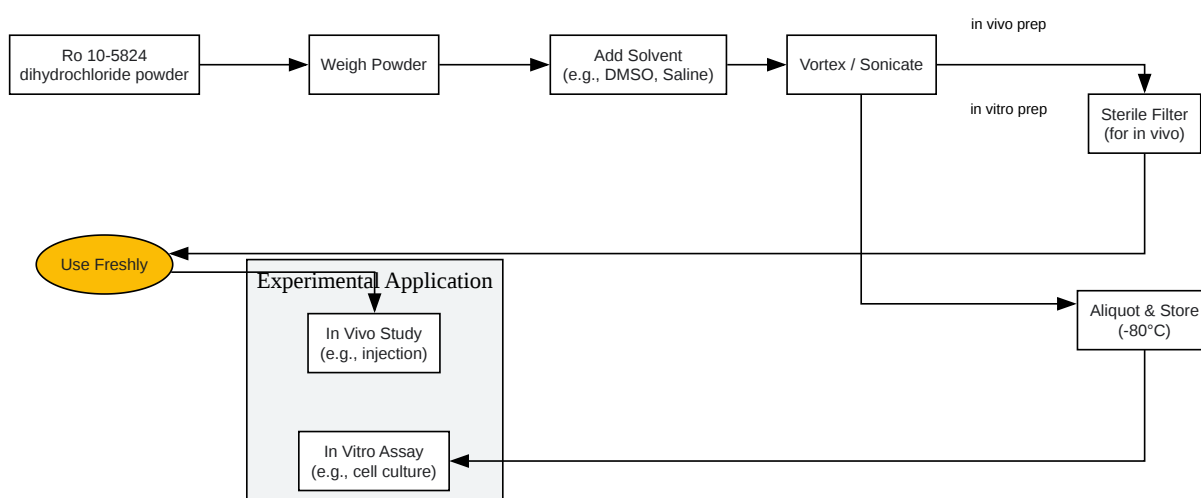 in vivo prep
Ro 10-5824
dihydrochloride powder
Weigh Powder
Add Solvent
(e.g., DMSO, Saline)
Vortex / Sonicate
in vitro prep
Sterile Filter
(for in vivo)
Use Freshly
Experimental Application
In Vivo Study
(e.g., injection)
Aliquot & Store
(-80°C)
In Vitro Assay
(e.g., cell culture)